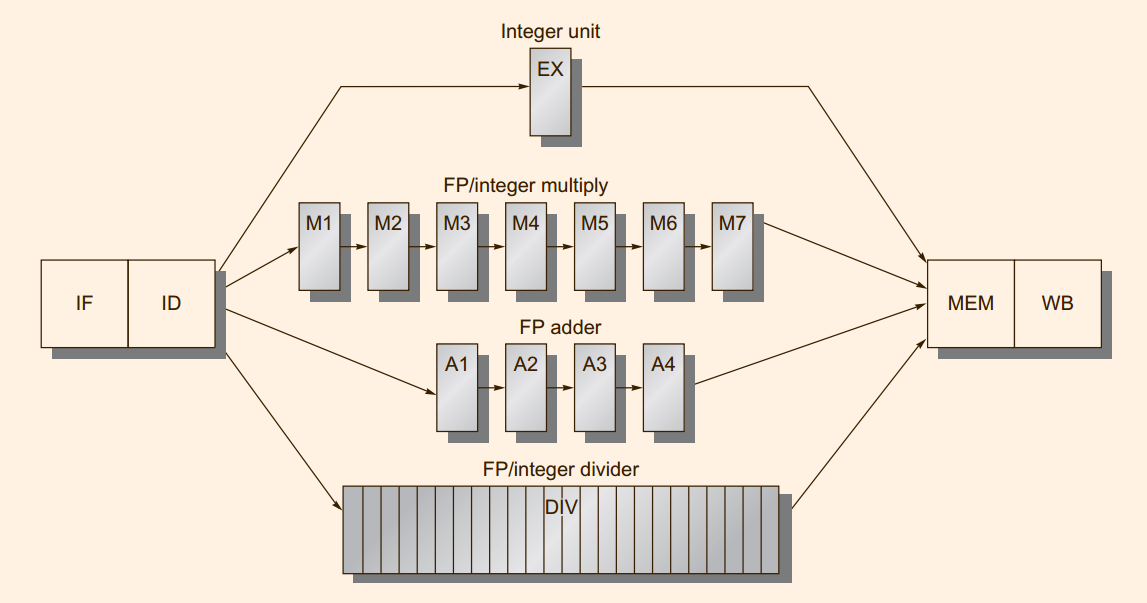 Integer unit
EX
FP/integer multiply
M1 M2 M3 M4 M5 M6 M7
IF ID
MEM WB
FP adder
A1 A2 A3 A4
FP/integer divider
DIV